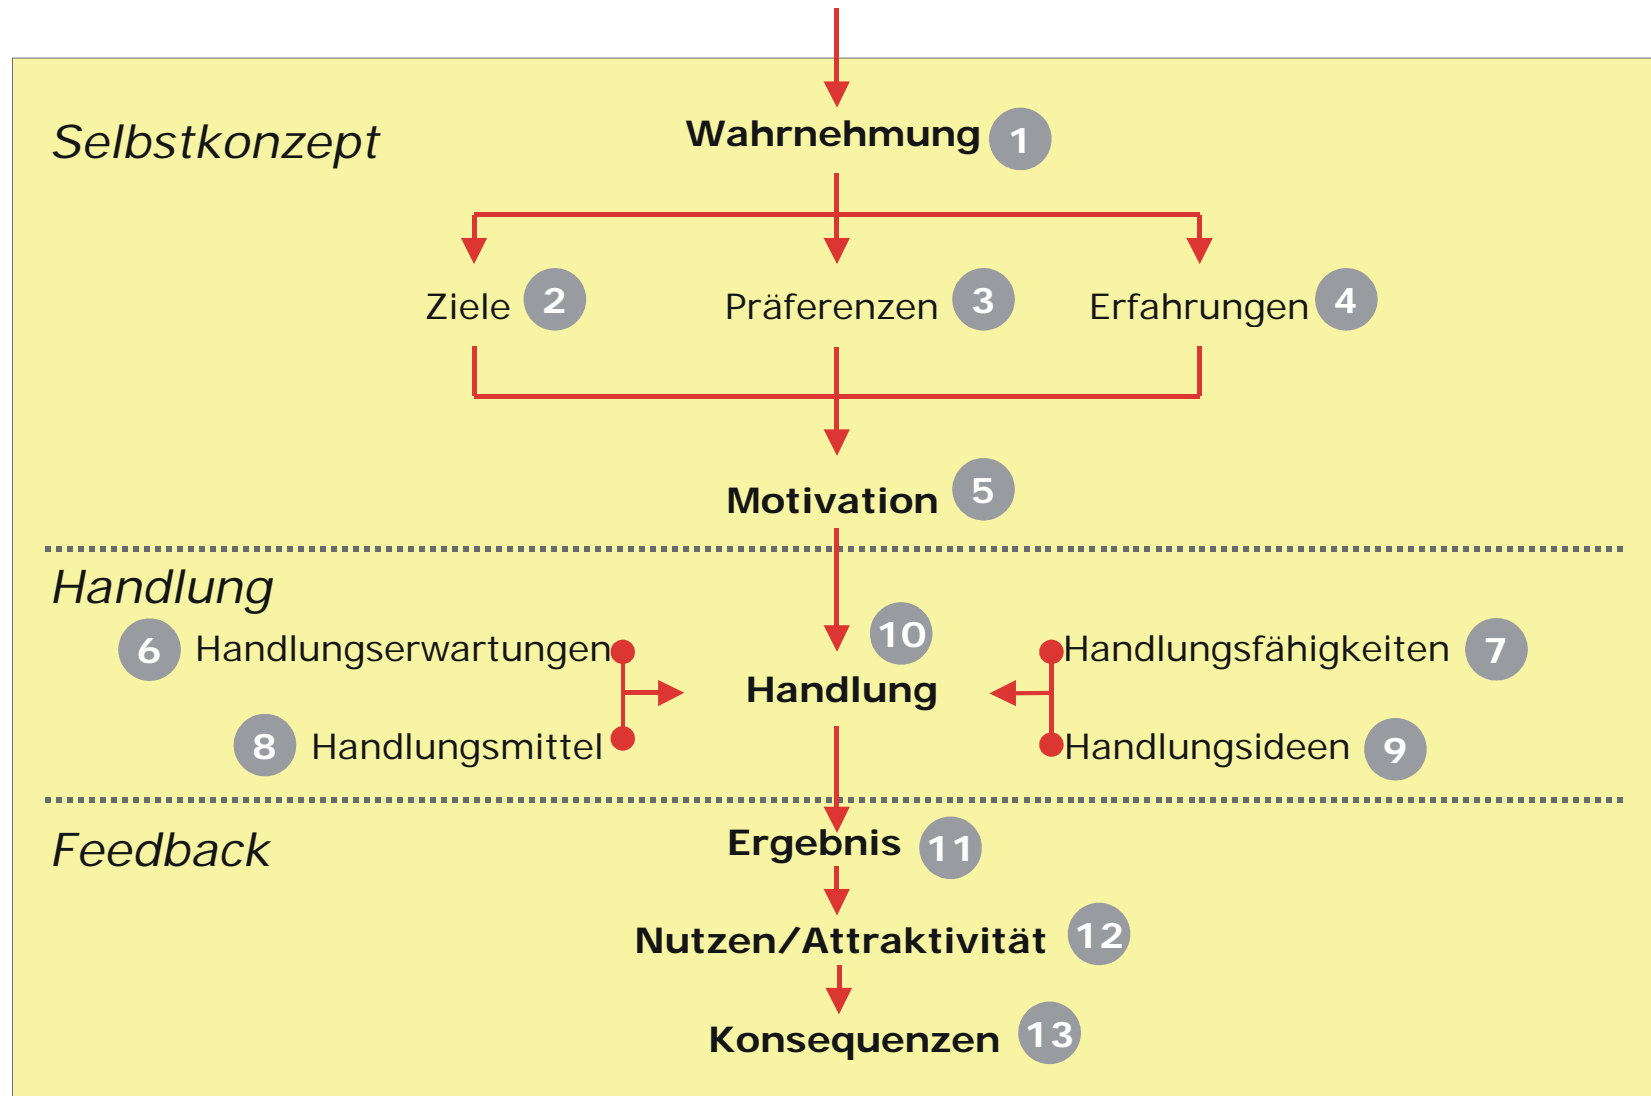 Selbstkonzept
Wahrnehmung 1
Ziele 2
Präferenzen 3
Erfahrungen 4
Motivation 5
Handlung
6 Handlungserwartungen
10
Handlungsfähigkeiten 7
Handlung
8 Handlungsmittel
Handlungsideen 9
Feedback
Ergebnis 11
Nutzen/Attraktivität 12
Konsequenzen 13